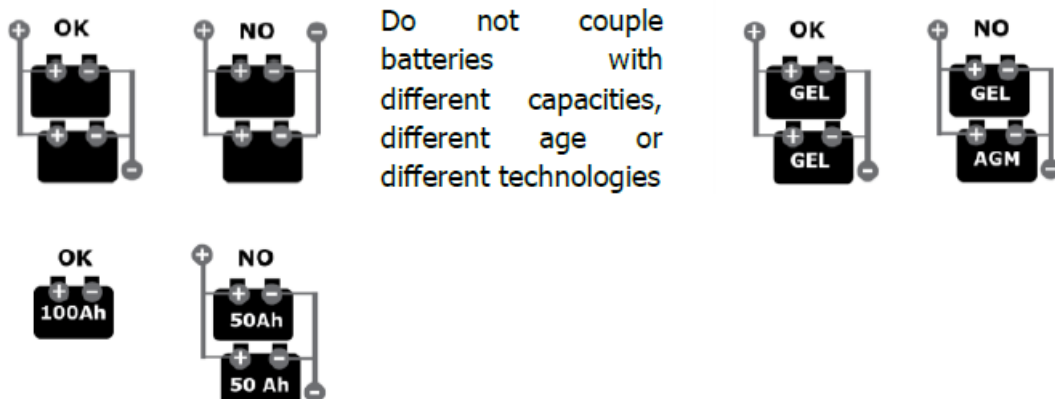 OK
+
+ −
+ −
−
NO
+ −
+ −
+ −
Do not couple
batteries with
different capacities,
different age or
different technologies
OK
+
+ −
GEL
+ −
GEL
−
NO
+
+ −
GEL
+ −
AGM
−
OK
+ −
100Ah
NO
+
+ −
50Ah
+ −
50 Ah
−